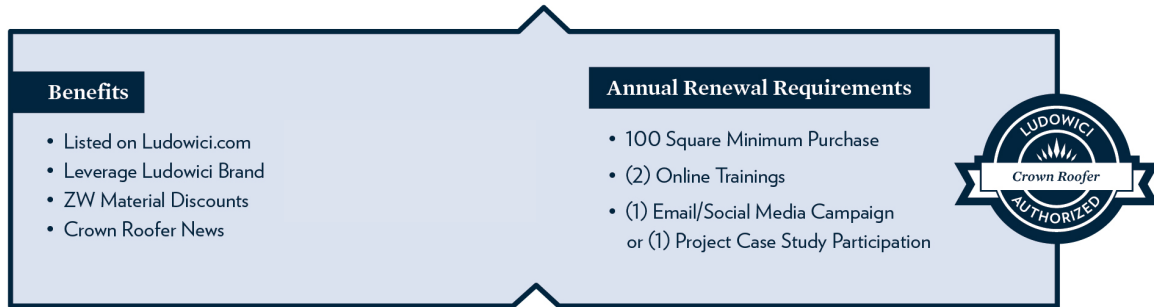 Benefits
• Listed on Ludowici.com
• Leverage Ludowici Brand
• ZW Material Discounts
• Crown Roofer News
Annual Renewal Requirements
• 100 Square Minimum Purchase
• (2) Online Trainings
• (1) Email/Social Media Campaign
or (1) Project Case Study Participation
LUDOWICI
Crown Roofer
AUTHORIZED